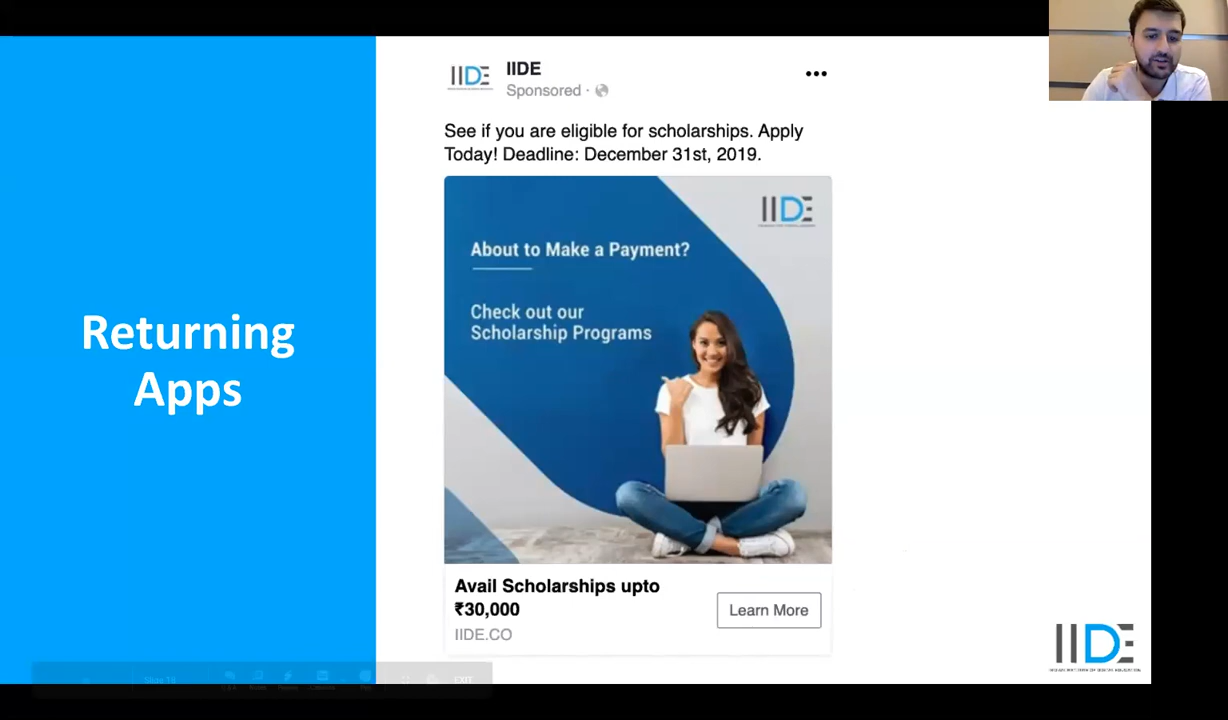 Returning
Apps
IIDE
IIDE
Sponsored ·
See if you are eligible for scholarships. Apply
Today! Deadline: December 31st, 2019.
IIDE
About to Make a Payment?
Check out our
Scholarship Programs
Avail Scholarships upto
₹30,000
IIDE.CO
Learn More
IIDE
EXIT